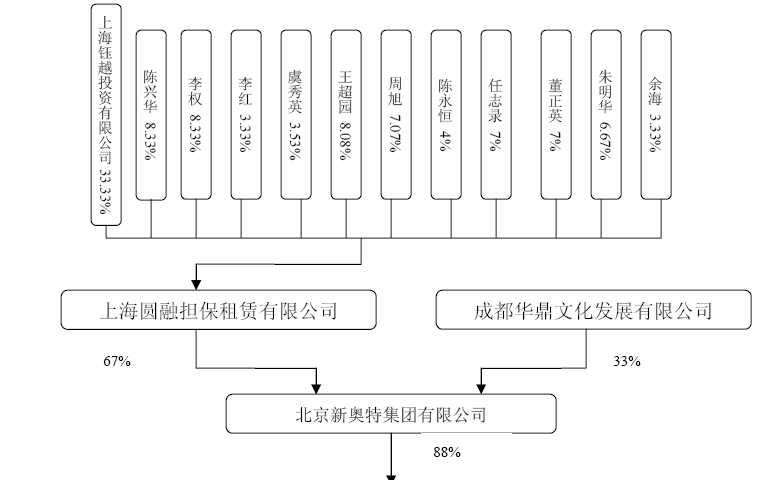 上海钰越投资有限公司 33.33%
陈兴华 8.33%
李权 8.33%
李红 3.33%
虞秀英 3.53%
王超园 8.08%
周旭 7.07%
陈永恒 4%
任志录 7%
董正英 7%
朱明华 6.67%
余海 3.33%
上海圆融担保租赁有限公司
成都华鼎文化发展有限公司
67%
33%
北京新奥特集团有限公司
88%